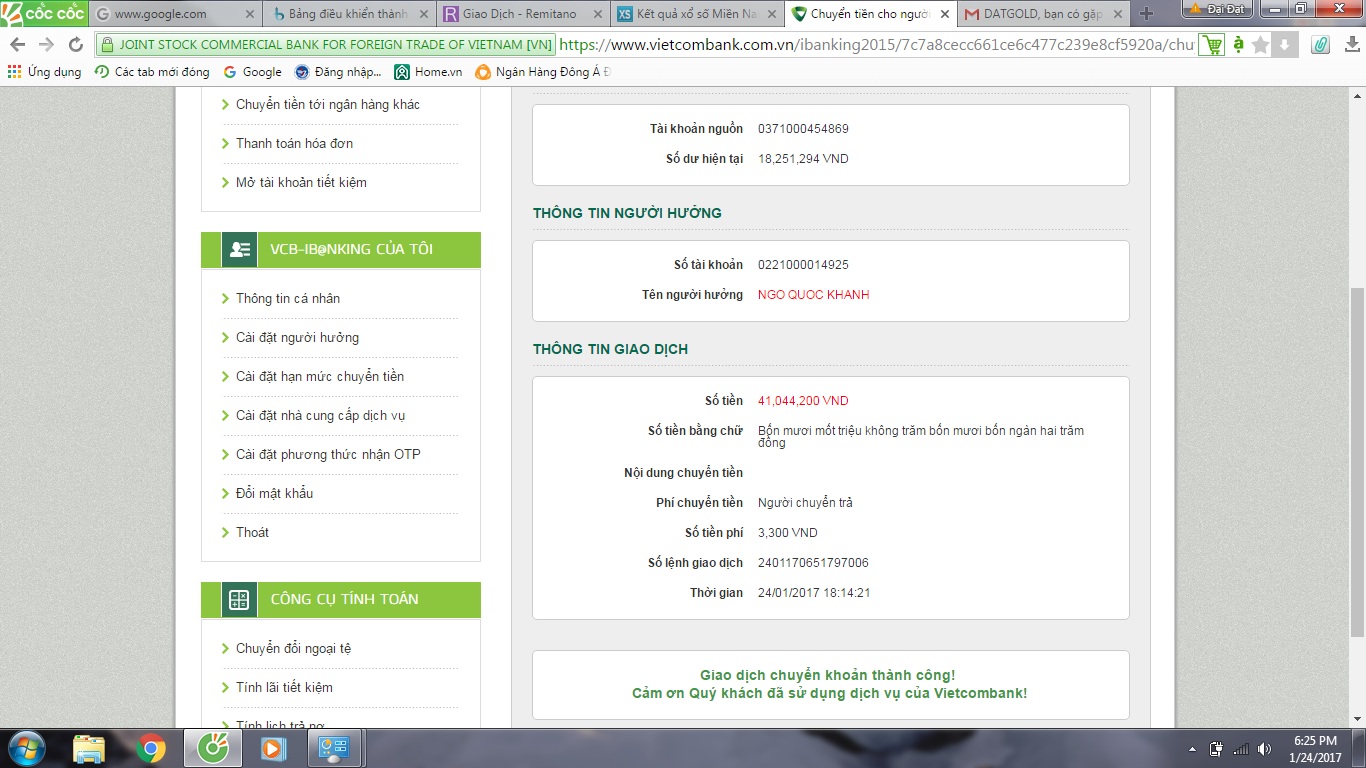 cốc cốc
www.google.com
Bảng điều khiển thành
Giao Dịch - Remitano
Kết quả xổ số miền Na
Chuyển tiền cho người
DATGOLD, bạn có gặp
Đại Đạt
JOINT STOCK COMMERCIAL BANK FOR FOREIGN TRADE OF VIETNAM [VN]
https://www.vietcombank.com.vn/ibanking2015/7c7a8cecc661ce6c477c239e8cf5920a/chu
Ứng dụng
Các tab mới đóng
Google
Đăng nhập...
Home.vn
Ngân Hàng Đông Á
Chuyển tiền tới ngân hàng khác
Thanh toán hóa đơn
Mở tài khoản tiết kiệm
VCB-IB@NKING CỦA TÔI
Thông tin cá nhân
Cài đặt người hưởng
Cài đặt hạn mức chuyển tiền
Cài đặt nhà cung cấp dịch vụ
Cài đặt phương thức nhận OTP
Đổi mật khẩu
Thoát
CÔNG CỤ TÍNH TOÁN
Chuyển đổi ngoại tệ
Tính lãi tiết kiệm
Tính lịch trả nợ
Tài khoản nguồn 0371000454869
Số dư hiện tại 18,251,294 VND
THÔNG TIN NGƯỜI HƯỞNG
Số tài khoản 0221000014925
Tên người hưởng NGO QUOC KHANH
THÔNG TIN GIAO DỊCH
Số tiền 41,044,200 VND
Số tiền bằng chữ Bốn mươi mốt triệu không trăm bốn mươi bốn ngàn hai trăm
đồng
Nội dung chuyển tiền
Phí chuyển tiền Người chuyển trả
Số tiền phí 3,300 VND
Số lệnh giao dịch 2401170651797006
Thời gian 24/01/2017 18:14:21
Giao dịch chuyển khoản thành công!
Cảm ơn Quý khách đã sử dụng dịch vụ của Vietcombank!
6:25 PM
1/24/2017